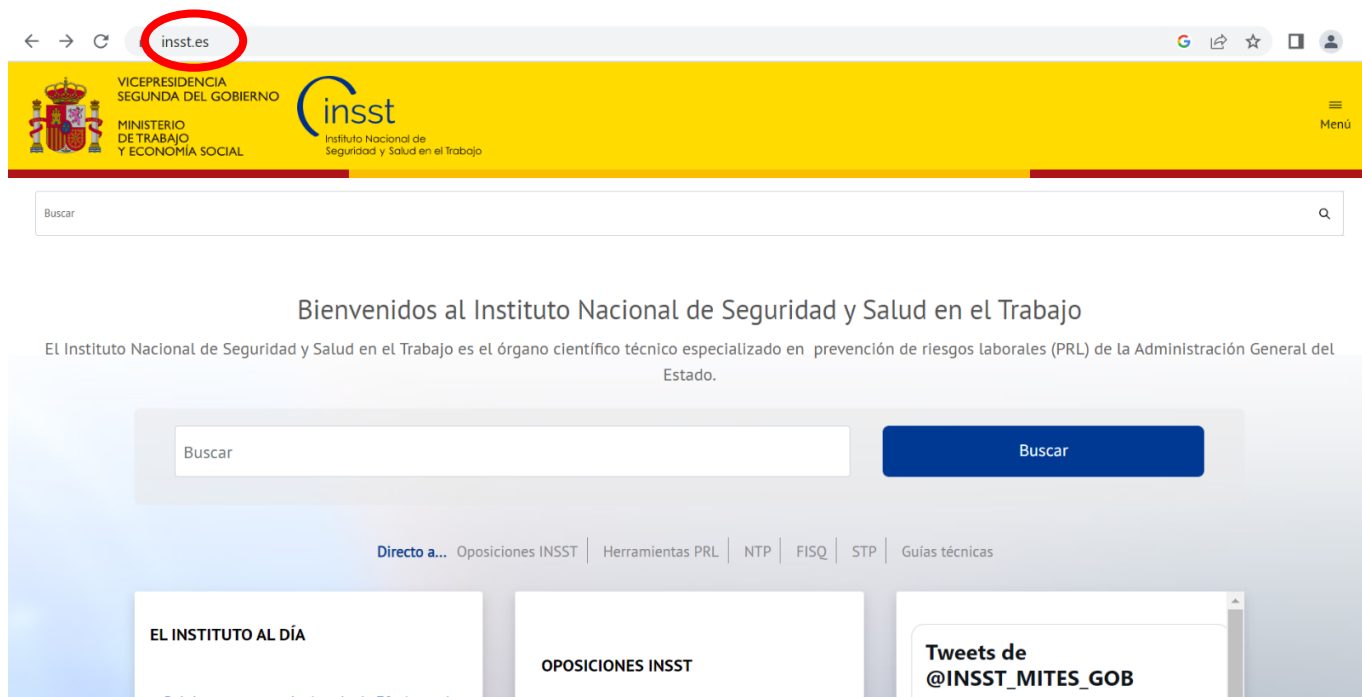 insst.es
VICEPRESIDENCIA
SEGUNDA DEL GOBIERNO
MINISTERIO
DE TRABAJO
Y ECONOMÍA SOCIAL
insst
Instituto Nacional de
Seguridad y Salud en el Trabajo
Menú
Buscar
Bienvenidos al Instituto Nacional de Seguridad y Salud en el Trabajo
El Instituto Nacional de Seguridad y Salud en el Trabajo es el órgano científico técnico especializado en prevención de riesgos laborales (PRL) de la Administración General del
Estado.
Buscar
Buscar
Directo a... Oposiciones INSST | Herramientas PRL | NTP | FISQ | STP | Guías técnicas
EL INSTITUTO AL DÍA
OPOSICIONES INSST
Tweets de
@INSST_MITES_GOB